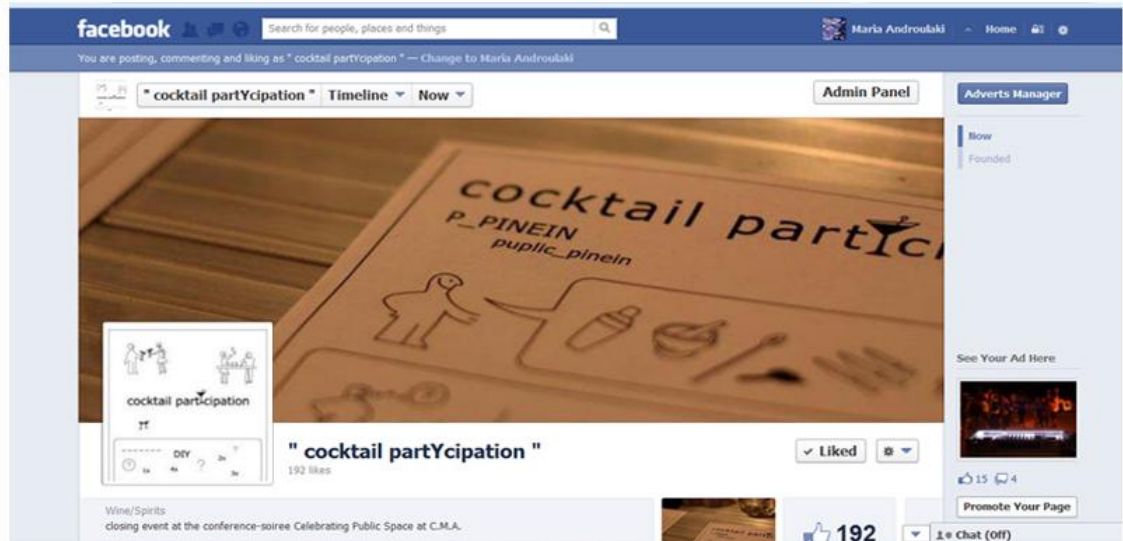 facebook
Search for people, places and things
Maria Androulaki
Home
You are posting, commenting and liking as " cocktail partYcipation " — Change to Maria Androulaki
" cocktail partYcipation "
Timeline
Now
Admin Panel
Adverts Manager
Now
Founded
cocktail partYci
P_PINEIN
puplic_pinein
cocktail partYcipation
DIY
?
" cocktail partYcipation "
192 likes
Liked
See Your Ad Here
15
4
Promote Your Page
Wine/Spirits
closing event at the conference-soiree Celebrating Public Space at C.M.A.
192
Chat (Off)